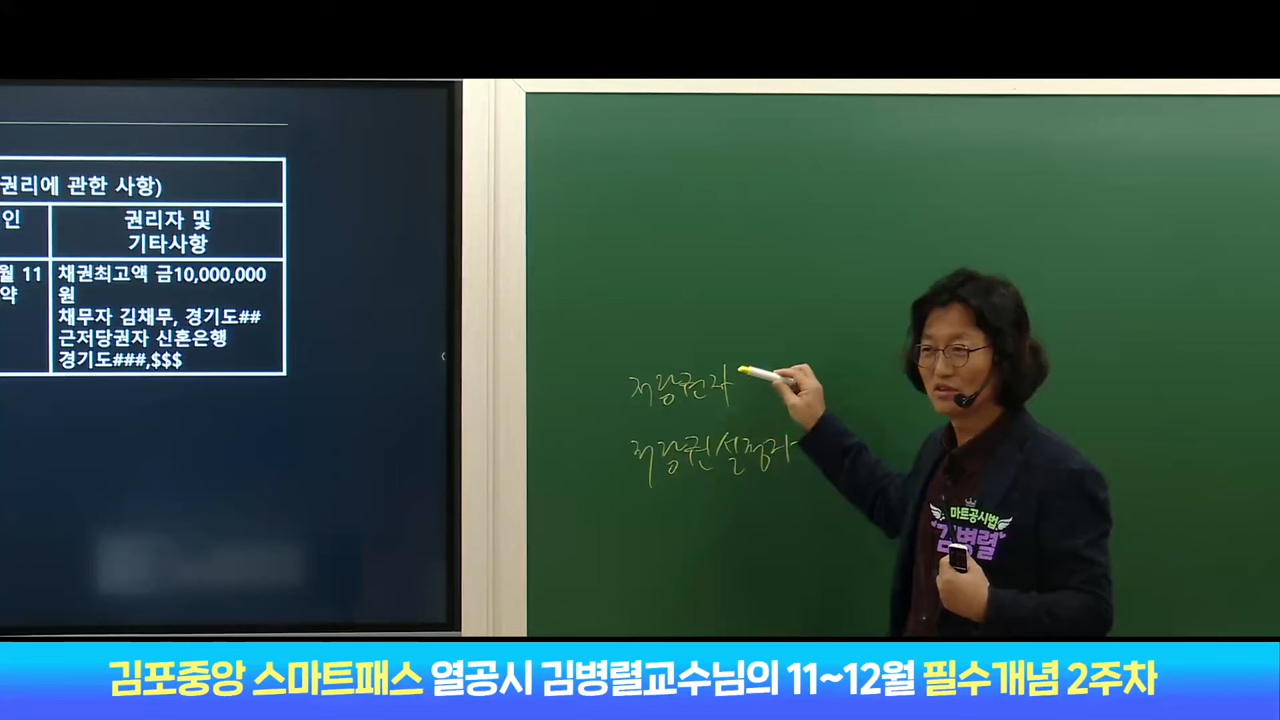 권리에 관한 사항)
인
권리자 및
기타사항
월 11
약
채권최고액 금10,000,000
원
채무자 김채무, 경기도##
근저당권자 신혼은행
경기도###,$$$
저당권자
저당권설정자
마트공시법
김병렬
김포중앙 스마트패스 열공시 김병렬교수님의 11~12월 필수개념 2주차